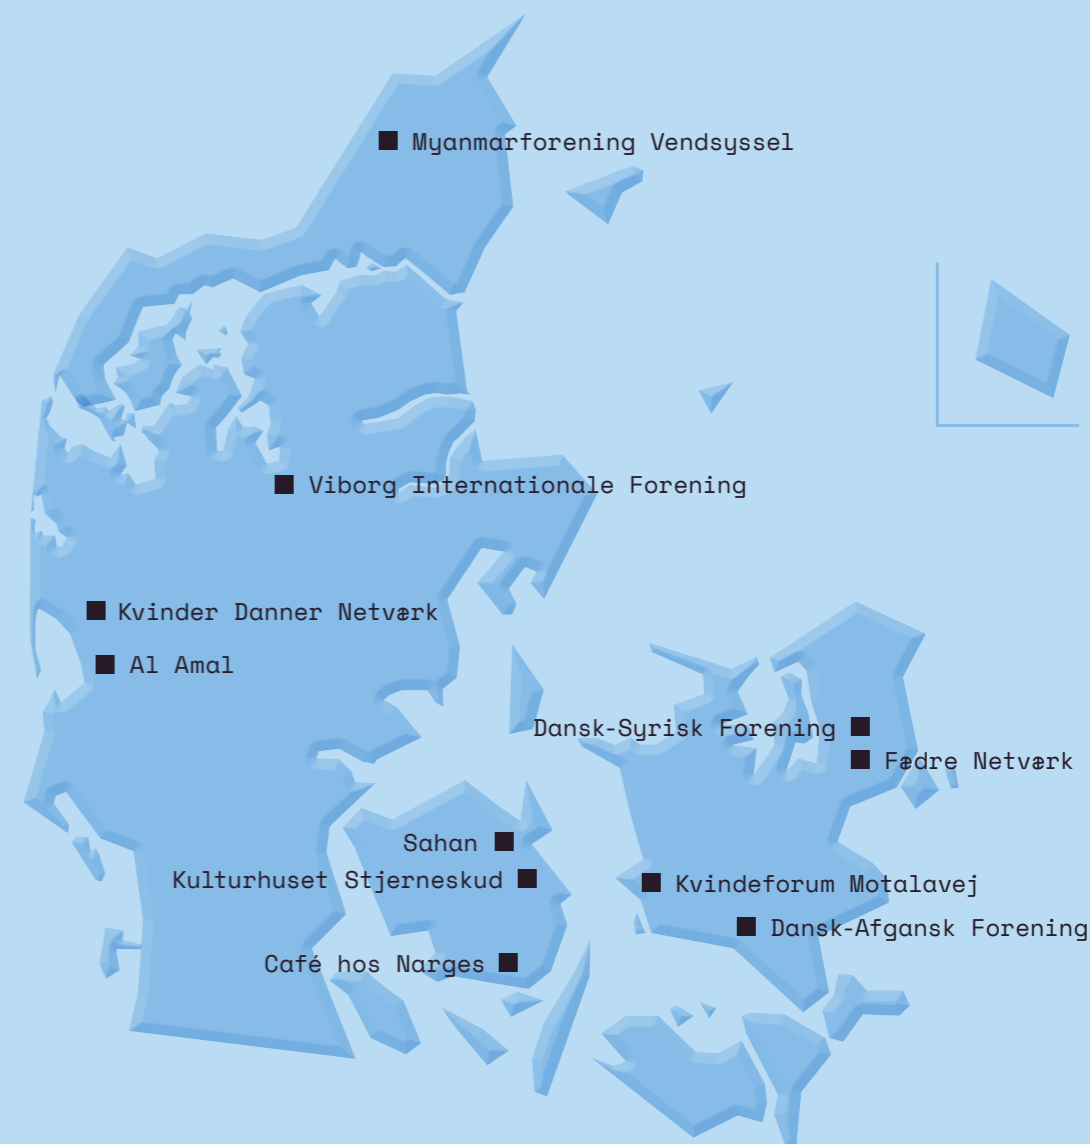 Myanmarforening Vendsyssel
Viborg Internationale Forening
Kvinder Danner Netværk
Al Amal
Dansk-Syrisk Forening
Fædre Netværk
Sahan
Kulturhuset Stjerneskud
Kvindeforum Motalavej
Dansk-Afgansk Forening
Café hos Narges